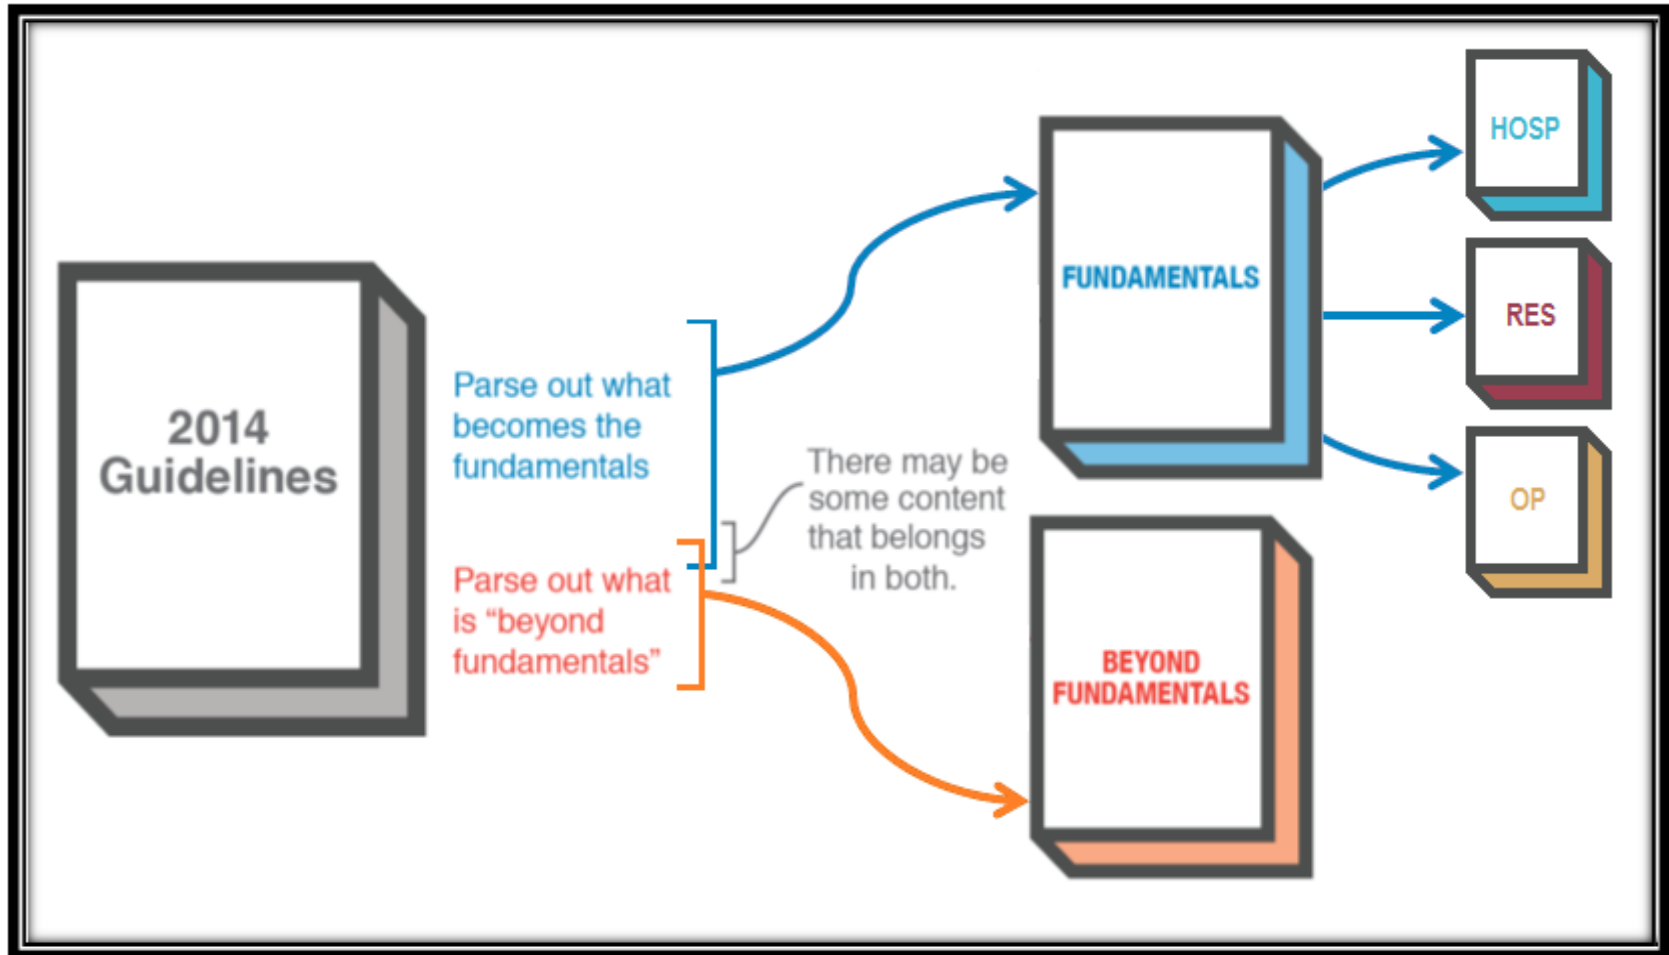 2014
Guidelines
Parse out what
becomes the
fundamentals
Parse out what
is “beyond
fundamentals”
There may be
some content
that belongs
in both.
FUNDAMENTALS
BEYOND
FUNDAMENTALS
HOSP
RES
OP